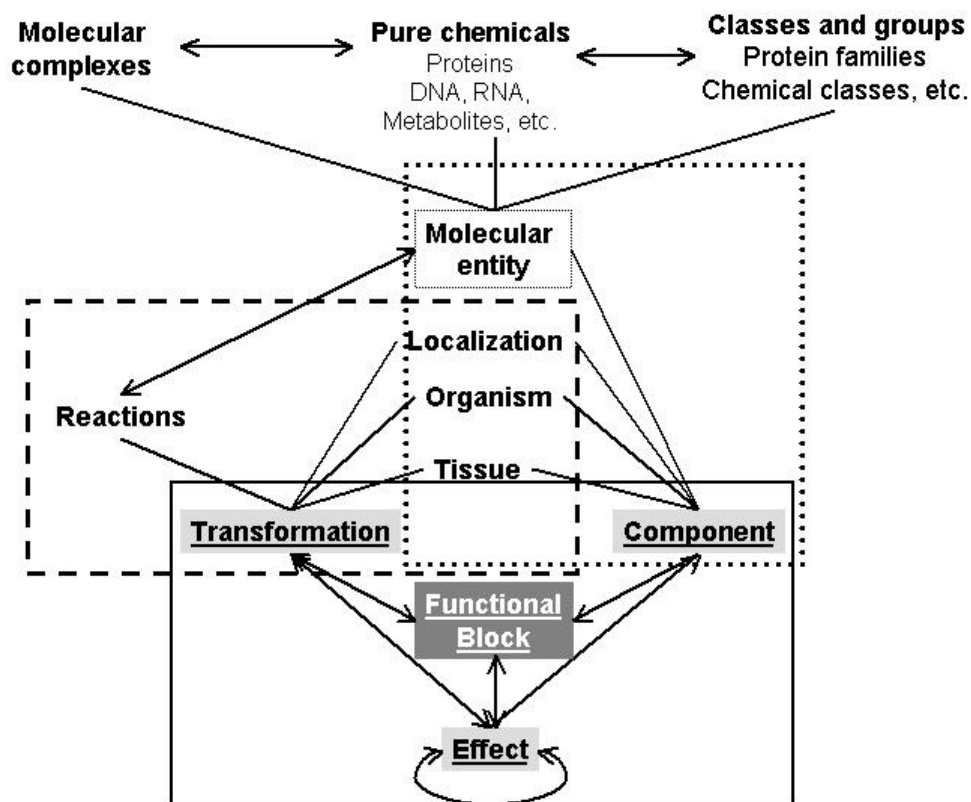 Molecular
complexes
Pure chemicals
Proteins
DNA, RNA,
Metabolites, etc.
Classes and groups
Protein families
Chemical classes, etc.
Molecular
entity
Localization
Organism
Reactions
Tissue
Transformation
Component
Functional
Block
Effect